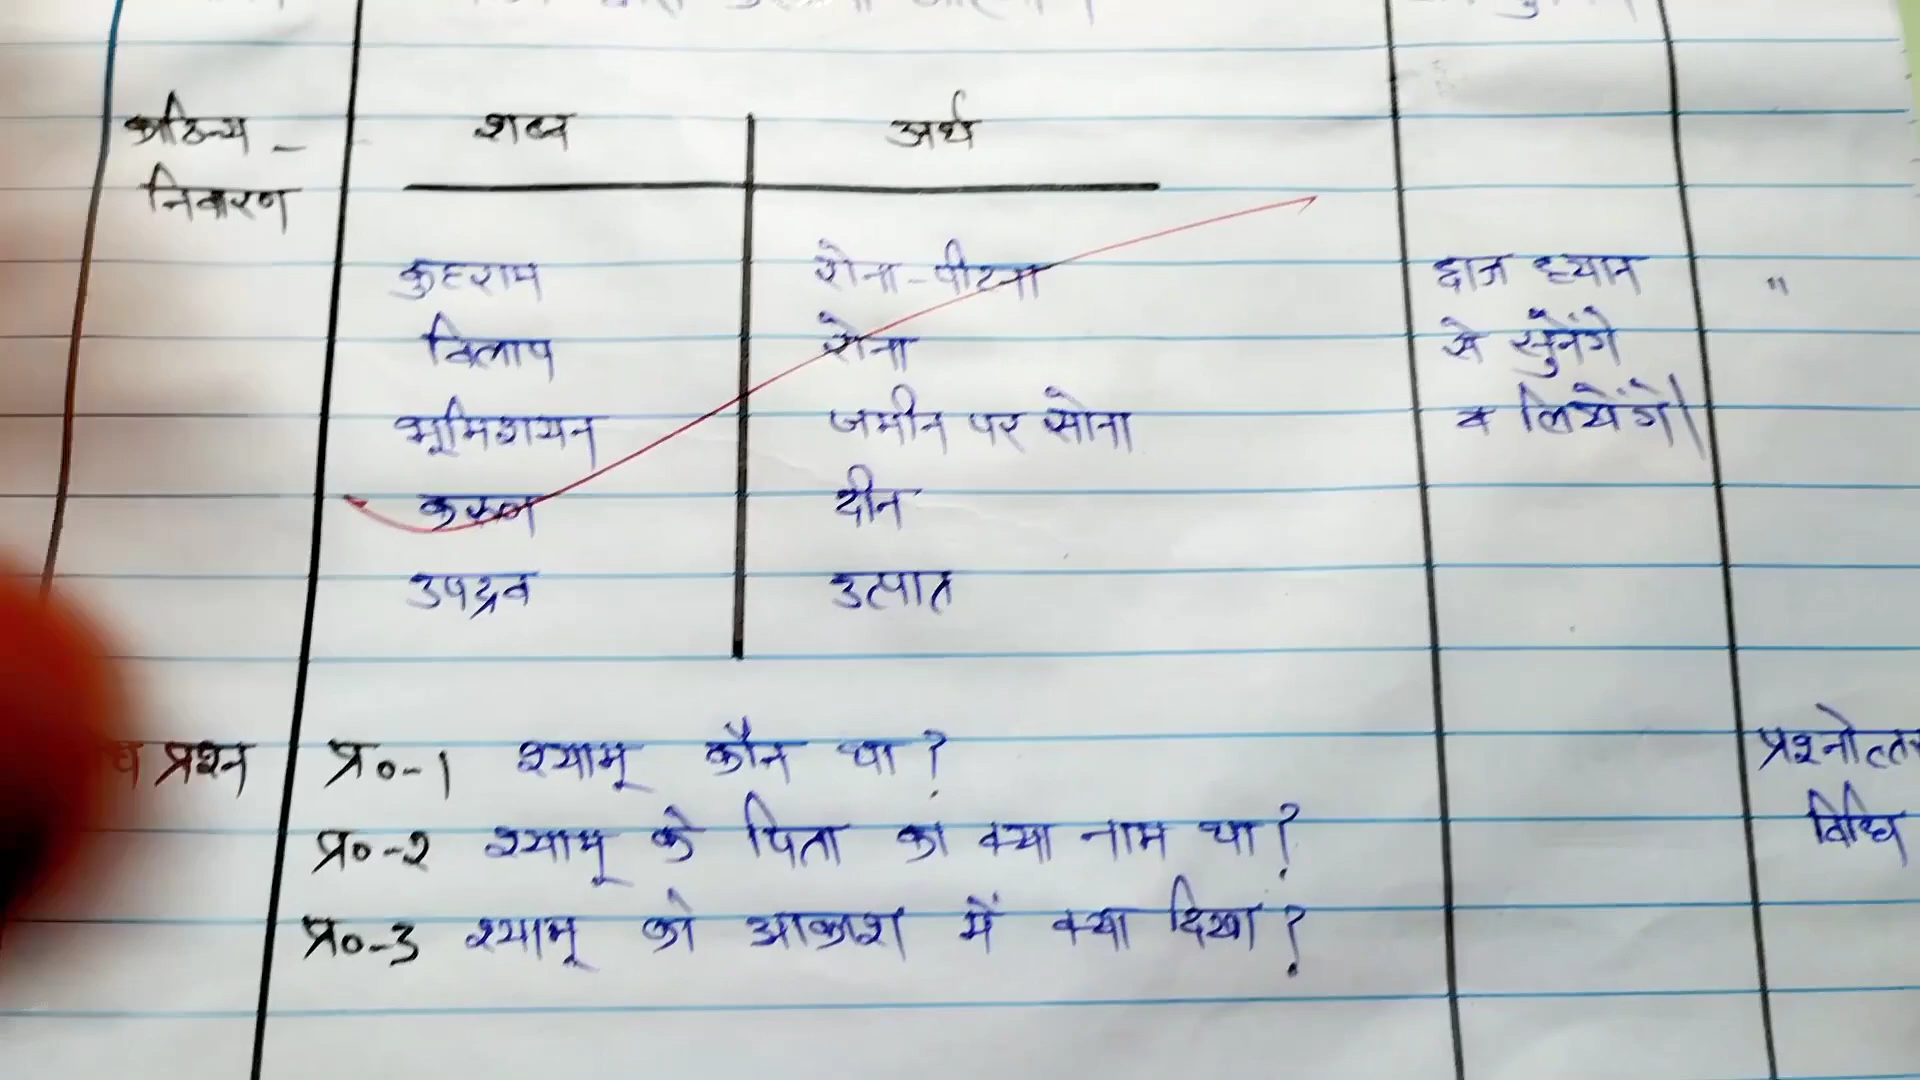 काठिन्य -
निवारण
शब्द अर्थ
कुहराम रोना-पीटना
विलाप रोना
भूमिशयन जमीन पर सोना
करुण दीन
उपद्रव उत्पात
छात्र ध्यान "
से सुनेंगे
व लिखेंगे।
प्रश्न
प्र०-1 श्यामू कौन था?
प्र०-२ श्यामू के पिता का क्या नाम था?
प्र०-3 श्यामू को आकाश में क्या दिखा?
प्रश्नोत्तर
विधि